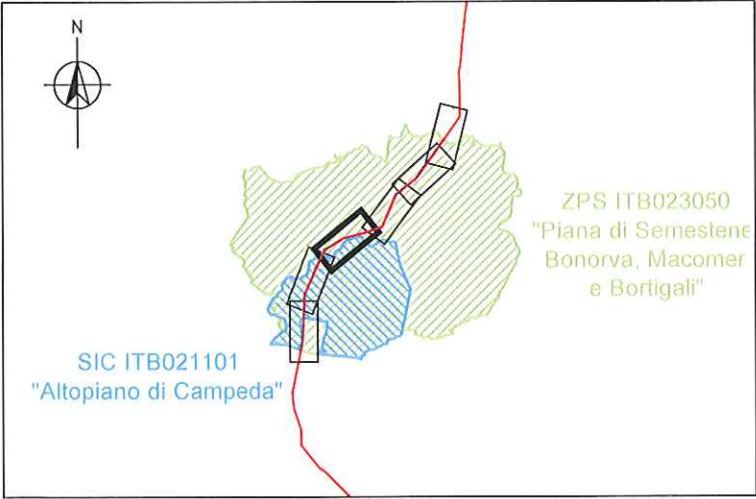 N
ZPS ITB023050
"Piana di Semestene
Bonorva, Macomer
e Bortigali"
SIC ITB021101
"Altopiano di Campeda"